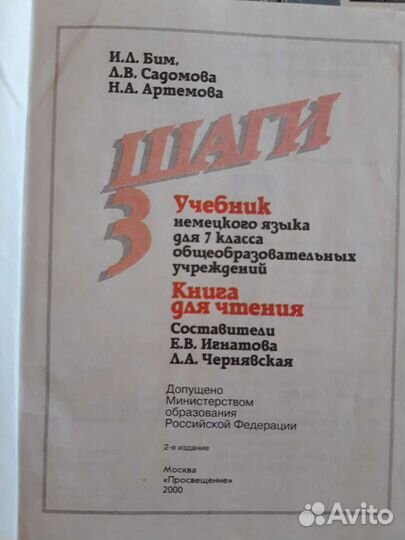 И.Л. Бим,
Л.В. Садомова
Н.А. Артемова
ШАГИ
3
Учебник
немецкого языка
для 7 класса
общеобразовательных
учреждений
Книга
для чтения
Составители
Е.В. Игнатова
Л.А. Чернявская
Допущено
Министерством
образования
Российской Федерации
2-е издание
Москва
«Просвещение»
2000
Avito